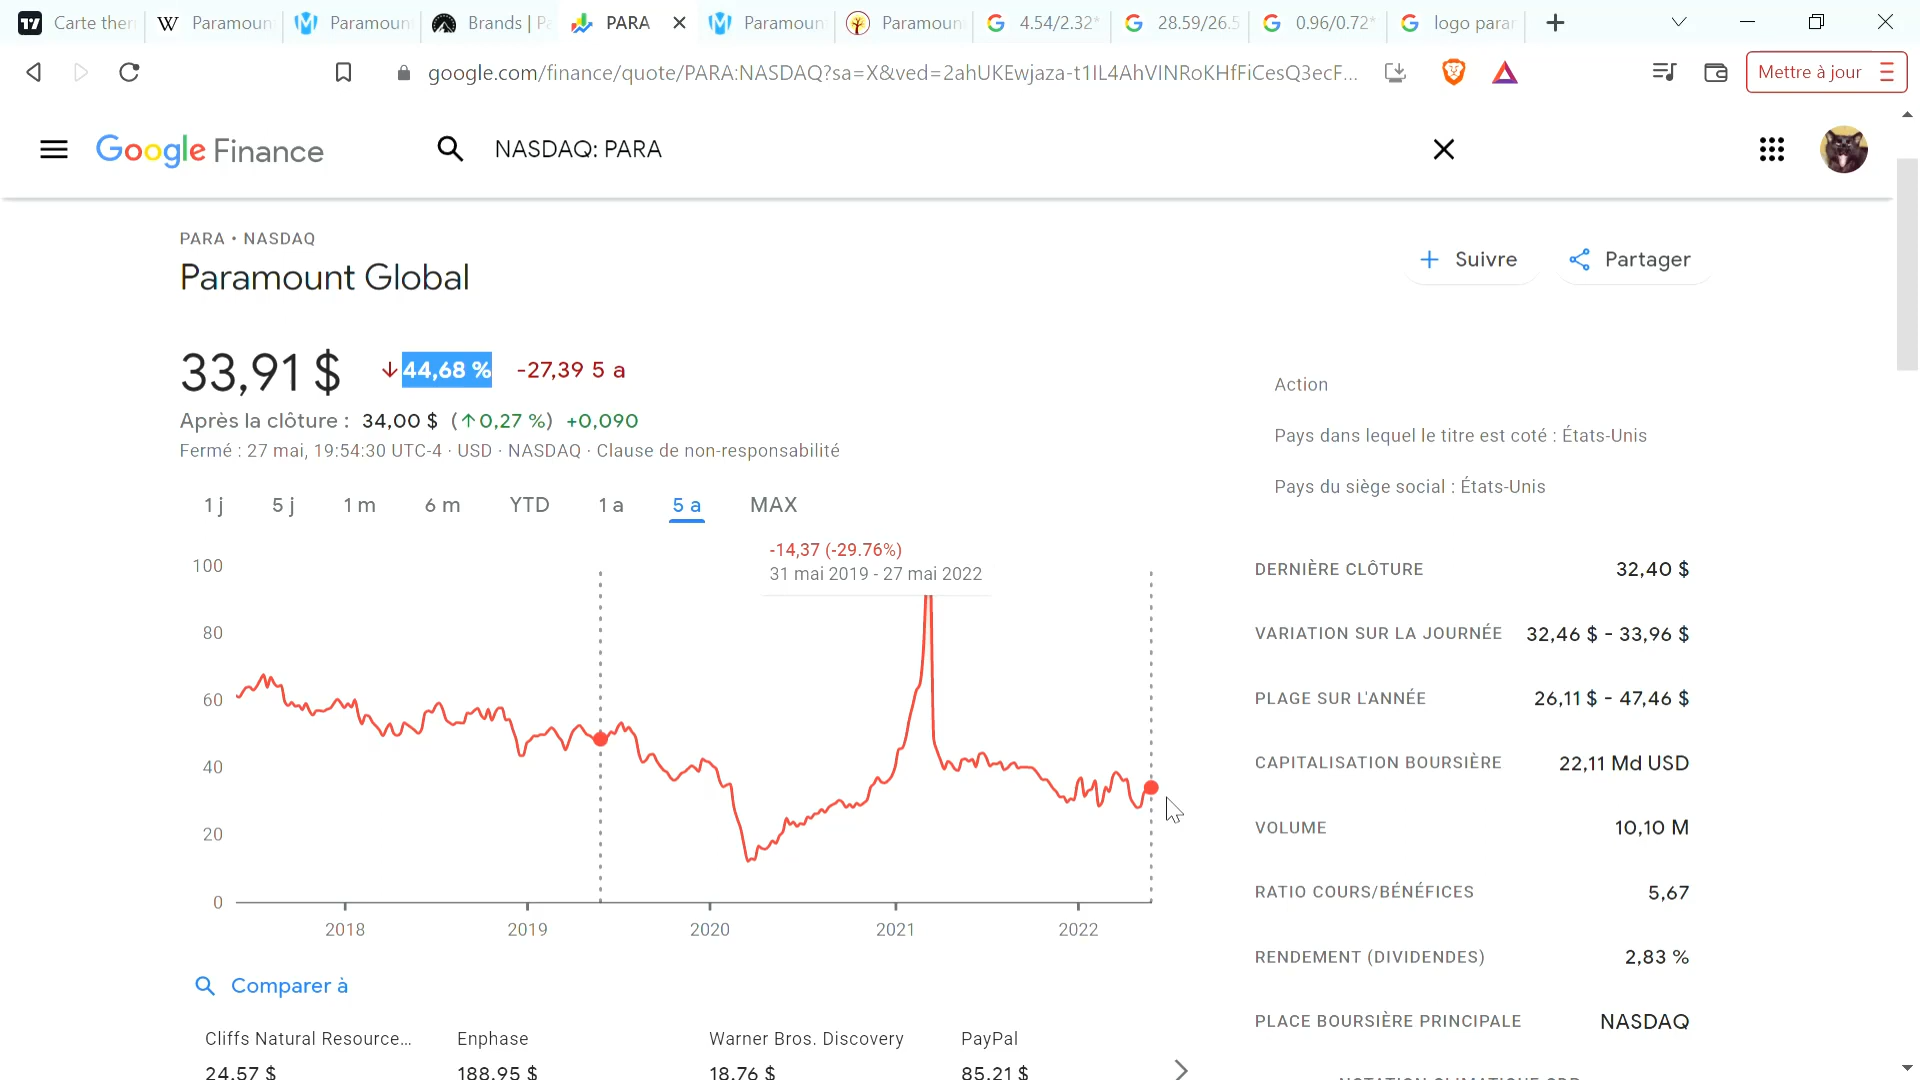 Carte ther
Paramoun
Paramoun
Brands | Pa
PARA
Paramoun
Paramoun
4.54/2.32*
28.59/26.5
0.96/0.72*
logo paran
google.com/finance/quote/PARA:NASDAQ?sa=X&ved=2ahUKEwjaza-t1IL4AhVINRoKHfFiCesQ3ecF...
Mettre à jour
Google Finance
NASDAQ: PARA
PARA • NASDAQ
Paramount Global
Suivre
Partager
33,91 $ ↓44,68 % -27,39 5 a
Après la clôture : 34,00 $ (↑0,27 %) +0,090
Fermé : 27 mai, 19:54:30 UTC-4 · USD · NASDAQ · Clause de non-responsabilité
1 j 5 j 1 m 6 m YTD 1 a 5 a MAX
-14,37 (-29.76%)
31 mai 2019 - 27 mai 2022
100
80
60
40
20
0
2018 2019 2020 2021 2022
Comparer à
Cliffs Natural Resource...
24,57 $
Enphase
188,95 $
Warner Bros. Discovery
18,76 $
PayPal
85,21 $
Action
Pays dans lequel le titre est coté : États-Unis
Pays du siège social : États-Unis
DERNIÈRE CLÔTURE 32,40 $
VARIATION SUR LA JOURNÉE 32,46 $ - 33,96 $
PLAGE SUR L'ANNÉE 26,11 $ - 47,46 $
CAPITALISATION BOURSIÈRE 22,11 Md USD
VOLUME 10,10 M
RATIO COURS/BÉNÉFICES 5,67
RENDEMENT (DIVIDENDES) 2,83 %
PLACE BOURSIÈRE PRINCIPALE NASDAQ